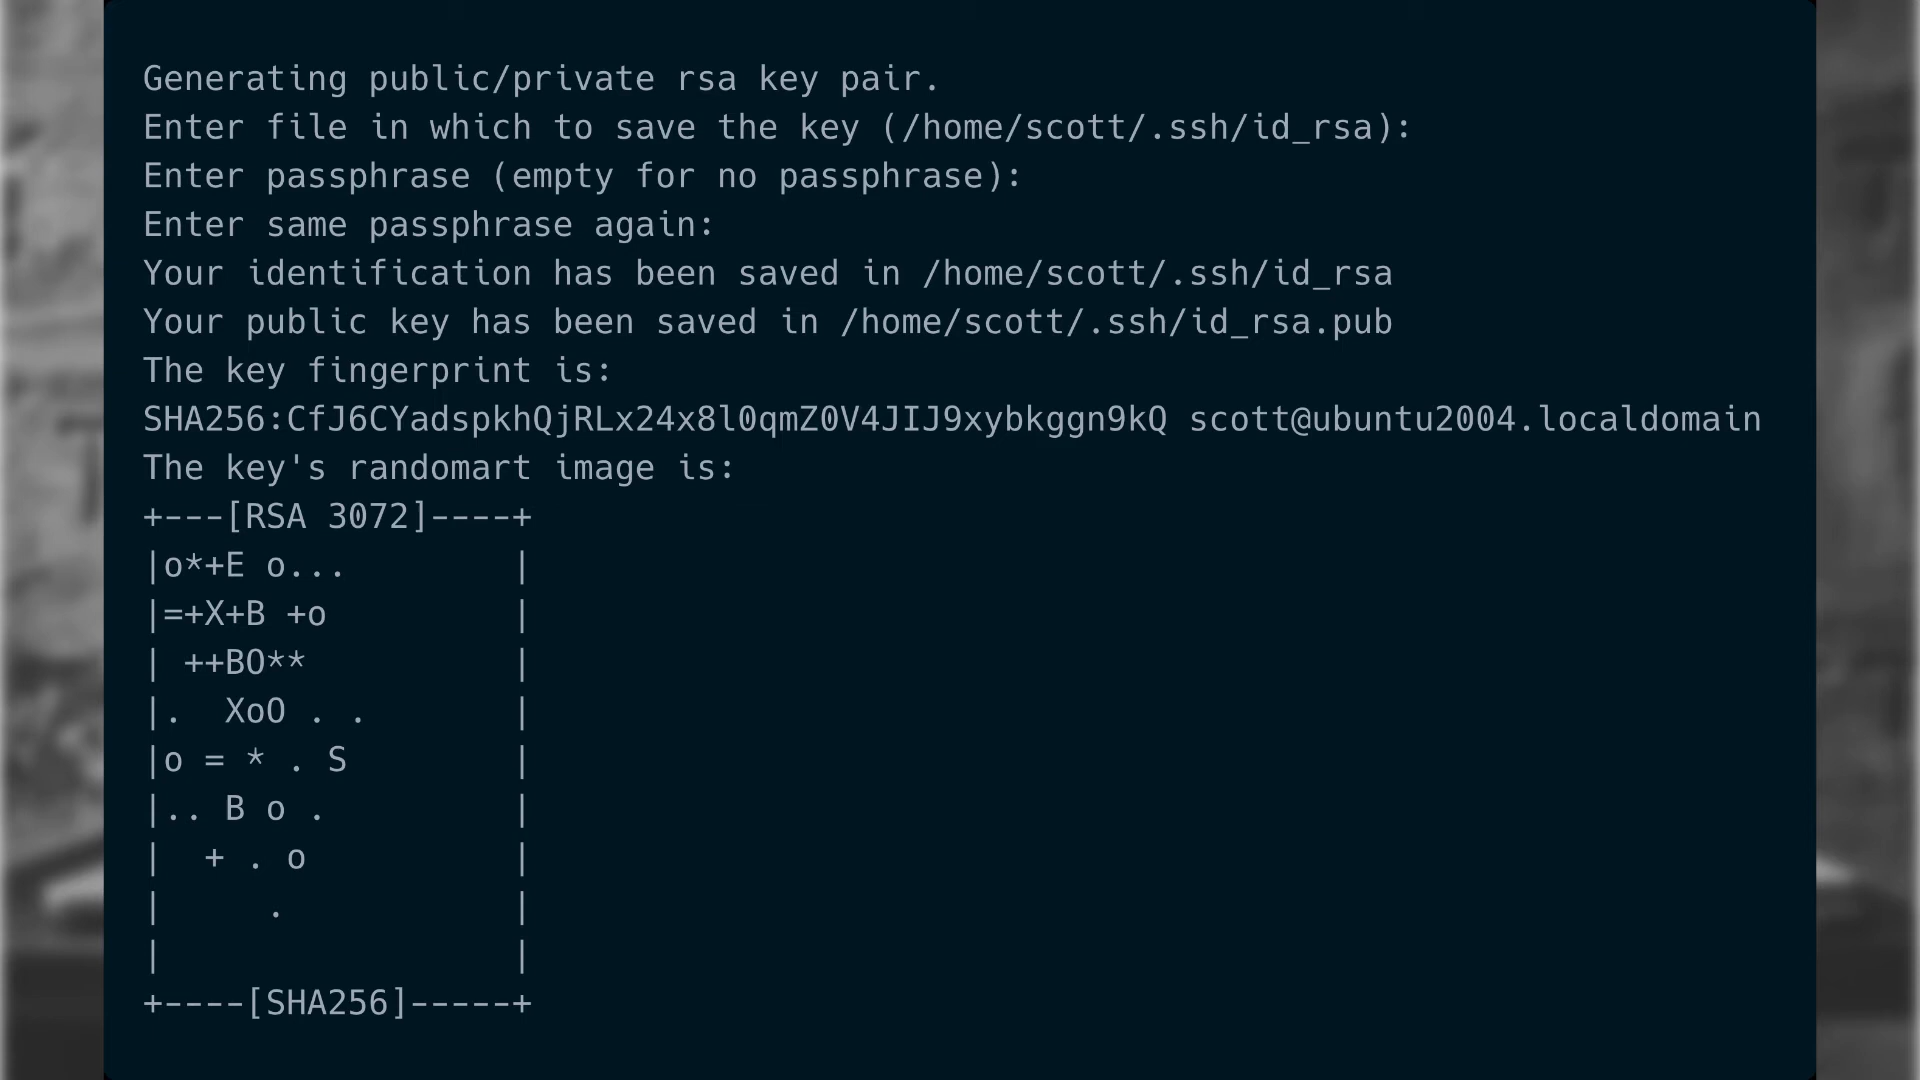 Generating public/private rsa key pair.
Enter file in which to save the key (/home/scott/.ssh/id_rsa):
Enter passphrase (empty for no passphrase):
Enter same passphrase again:
Your identification has been saved in /home/scott/.ssh/id_rsa
Your public key has been saved in /home/scott/.ssh/id_rsa.pub
The key fingerprint is:
SHA256:CfJ6CYadspkhQjRLx24x8l0qmZ0V4JIJ9xybkggn9kQ scott@ubuntu2004.localdomain
The key's randomart image is:
+---[RSA 3072]----+
|o*+E o...        |
|=+X+B +o         |
| ++BO**          |
|.  XoO . .       |
|o = * . S        |
|.. B o .         |
|  + . o          |
|     .           |
|                 |
+----[SHA256]-----+